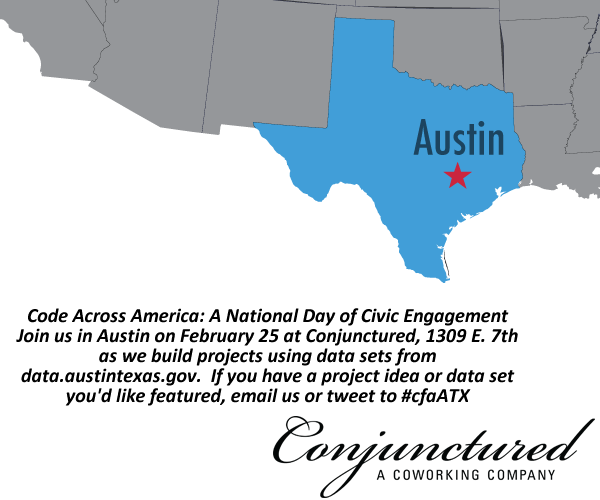 Austin
Code Across America: A National Day of Civic Engagement
Join us in Austin on February 25 at Conjunctured, 1309 E. 7th
as we build projects using data sets from
data.austintexas.gov.  If you have a project idea or data set
you'd like featured, email us or tweet to #cfaATX
Conjunctured
A COWORKING COMPANY